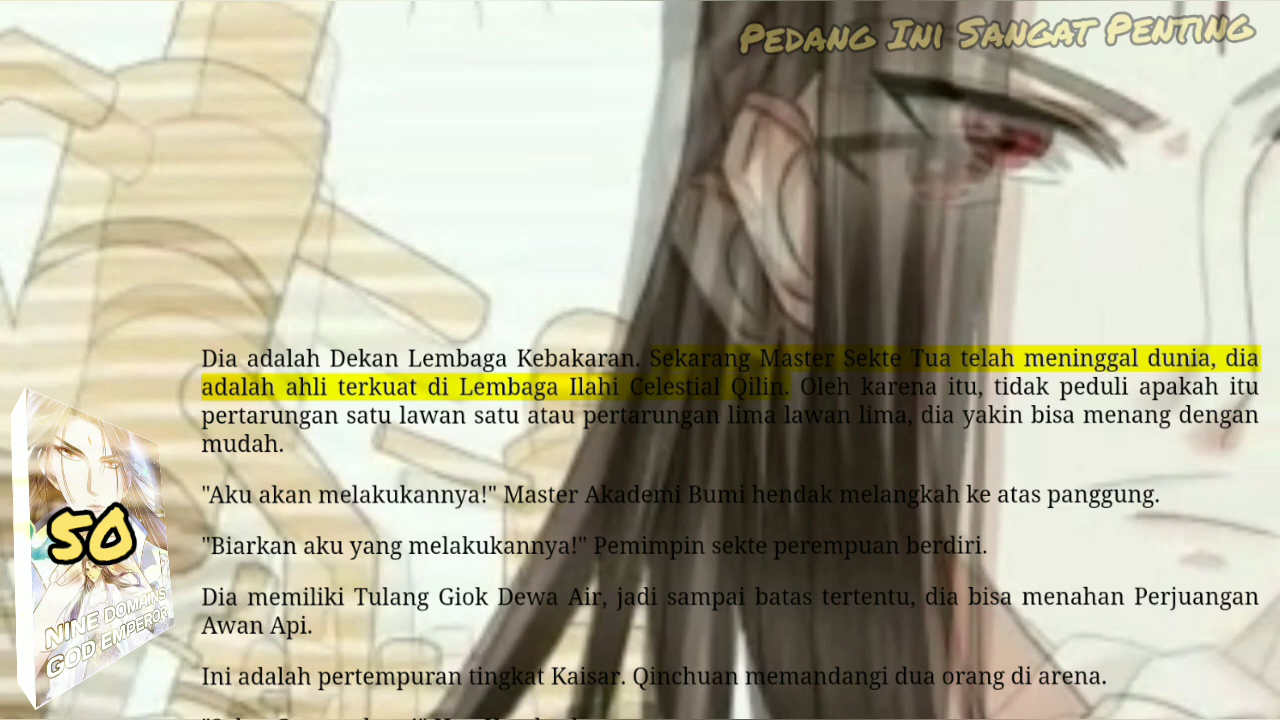 Pedang Ini Sangat Penting
Dia adalah Dekan Lembaga Kebakaran. Sekarang Master Sekte Tua telah meninggal dunia, dia
adalah ahli terkuat di Lembaga Ilahi Celestial Qilin. Oleh karena itu, tidak peduli apakah itu
pertarungan satu lawan satu atau pertarungan lima lawan lima, dia yakin bisa menang dengan
mudah.
"Aku akan melakukannya!" Master Akademi Bumi hendak melangkah ke atas panggung.
"Biarkan aku yang melakukannya!" Pemimpin sekte perempuan berdiri.
Dia memiliki Tulang Giok Dewa Air, jadi sampai batas tertentu, dia bisa menahan Perjuangan
Awan Api.
Ini adalah pertempuran tingkat Kaisar. Qinchuan memandangi dua orang di arena.
50
NINE DOMAINS
GOD EMPEROR